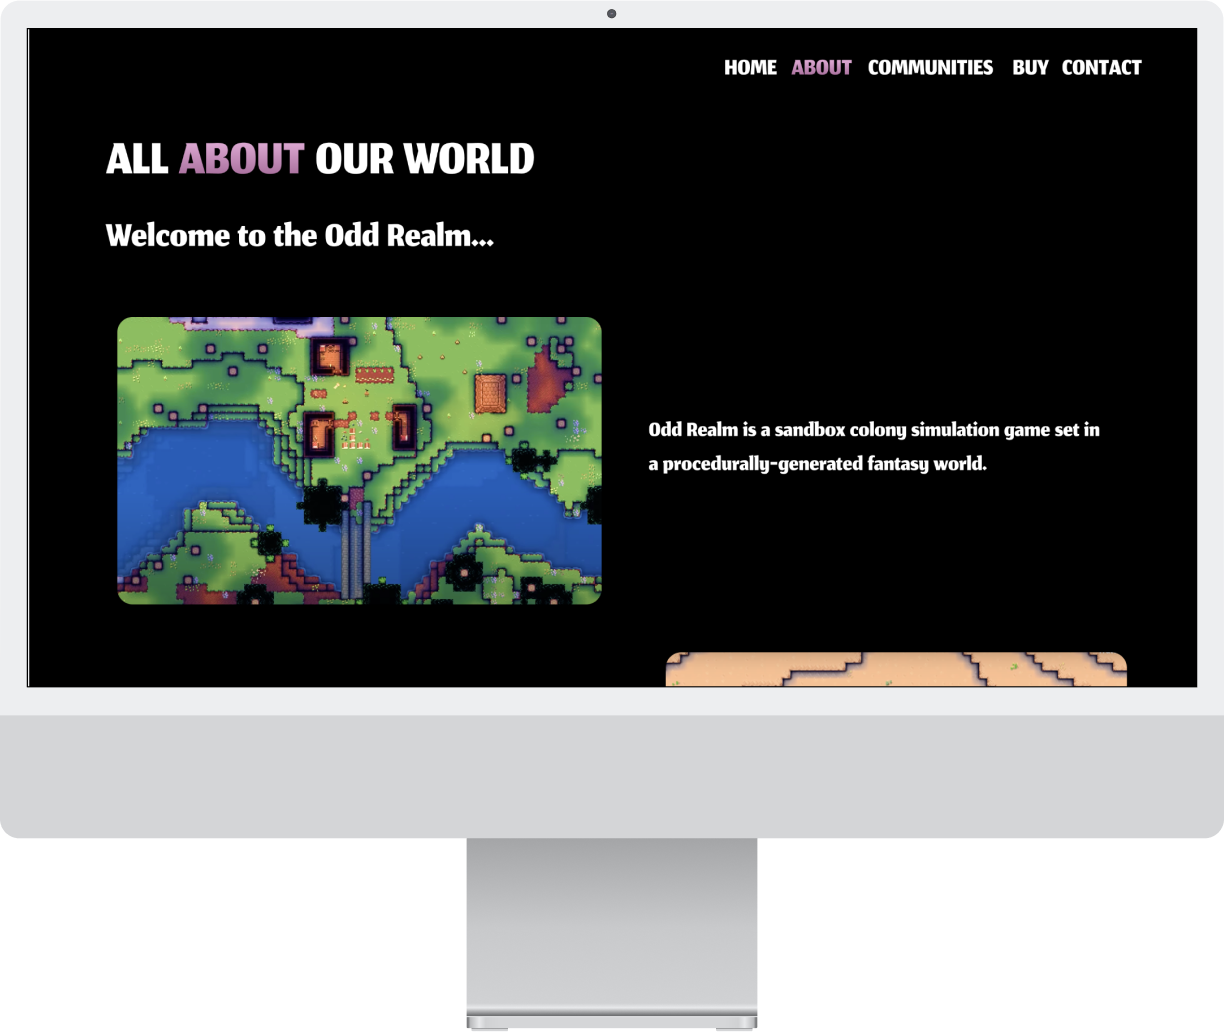 HOME ABOUT COMMUNITIES BUY CONTACT
ALL ABOUT OUR WORLD
Welcome to the Odd Realm...
Odd Realm is a sandbox colony simulation game set in
a procedurally-generated fantasy world.